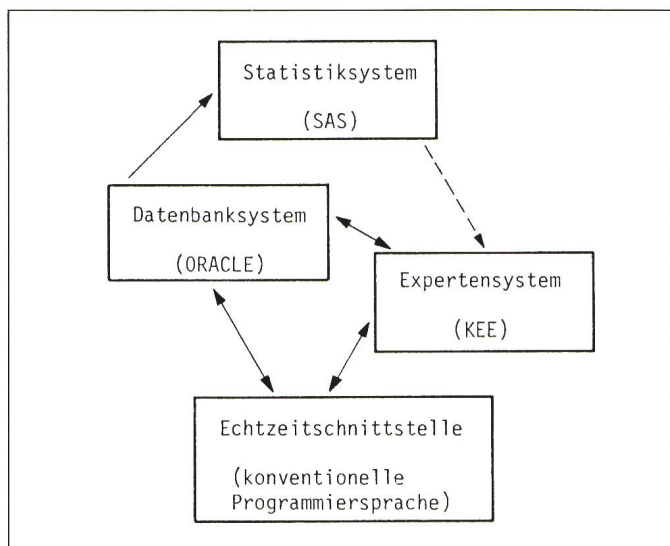 Statistiksystem
(SAS)
Datenbanksystem
(ORACLE)
Expertensystem
(KEE)
Echtzeitschnittstelle
(konventionelle
Programmiersprache)